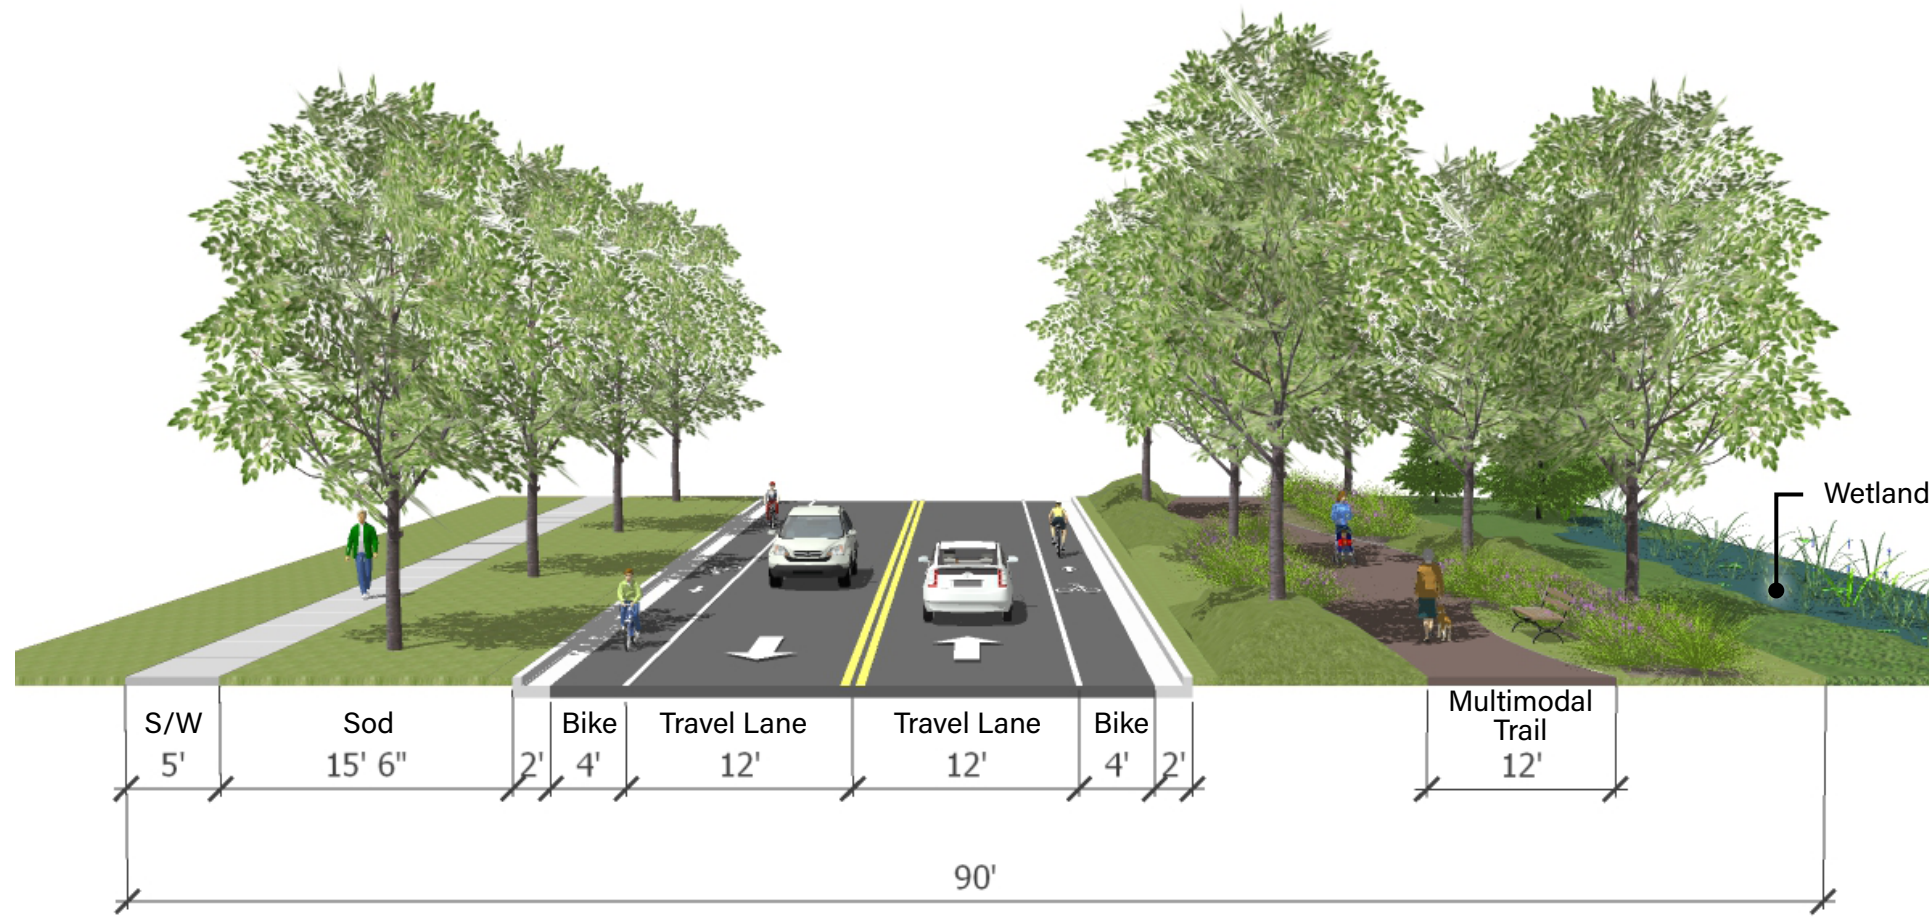 Wetland
S/W
Sod
Bike
Travel Lane
Travel Lane
Bike
Multimodal
Trail
5'
15' 6"
2'
4'
12'
12'
4'
2'
12'
90'